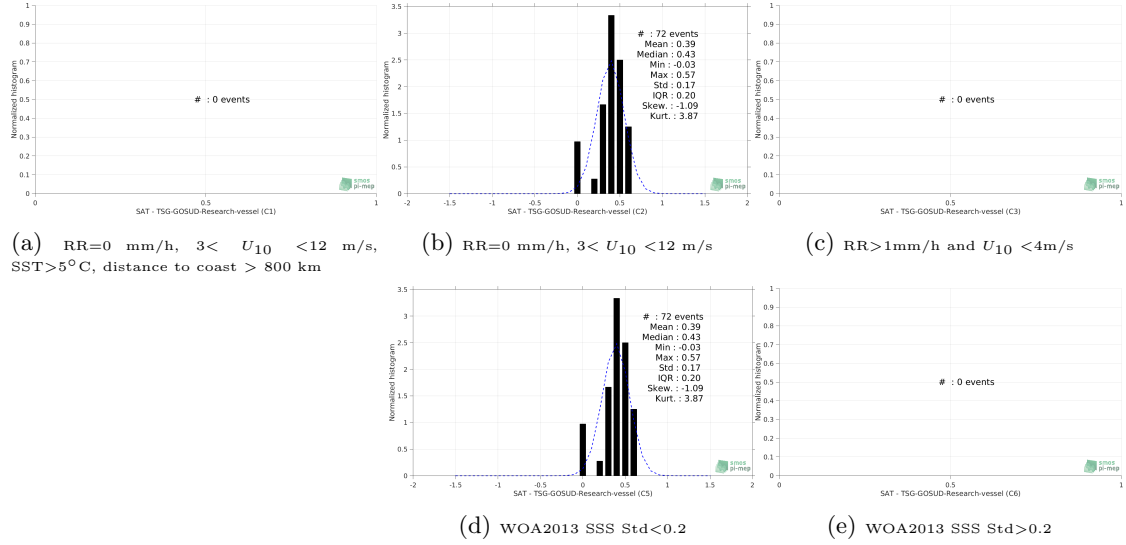 1
0.9
0.8
0.7
0.6
0.5
0.4
0.3
0.2
0.1
0
Normalized histogram
# : 0 events
0
0.5
1
SAT - TSG-GOSUD-Research-vessel (C1)
smos
pi-mep
(a) RR=0 mm/h, 3< U10 <12 m/s,
SST>5°C, distance to coast > 800 km
3.5
3
2.5
2
1.5
1
0.5
0
Normalized histogram
# : 72 events
Mean : 0.39
Median : 0.43
Min : -0.03
Max : 0.57
Std : 0.17
IQR : 0.20
Skew. : -1.09
Kurt. : 3.87
-2
-1.5
-1
-0.5
0
0.5
1
1.5
2
SAT - TSG-GOSUD-Research-vessel (C2)
smos
pi-mep
(b) RR=0 mm/h, 3< U10 <12 m/s
1
0.9
0.8
0.7
0.6
0.5
0.4
0.3
0.2
0.1
0
Normalized histogram
# : 0 events
0
0.5
1
SAT - TSG-GOSUD-Research-vessel (C3)
smos
pi-mep
(c) RR>1mm/h and U10 <4m/s
3.5
3
2.5
2
1.5
1
0.5
0
Normalized histogram
# : 72 events
Mean : 0.39
Median : 0.43
Min : -0.03
Max : 0.57
Std : 0.17
IQR : 0.20
Skew. : -1.09
Kurt. : 3.87
-2
-1.5
-1
-0.5
0
0.5
1
1.5
2
SAT - TSG-GOSUD-Research-vessel (C5)
smos
pi-mep
(d) WOA2013 SSS Std<0.2
1
0.9
0.8
0.7
0.6
0.5
0.4
0.3
0.2
0.1
0
Normalized histogram
# : 0 events
0
0.5
1
SAT - TSG-GOSUD-Research-vessel (C6)
smos
pi-mep
(e) WOA2013 SSS Std>0.2